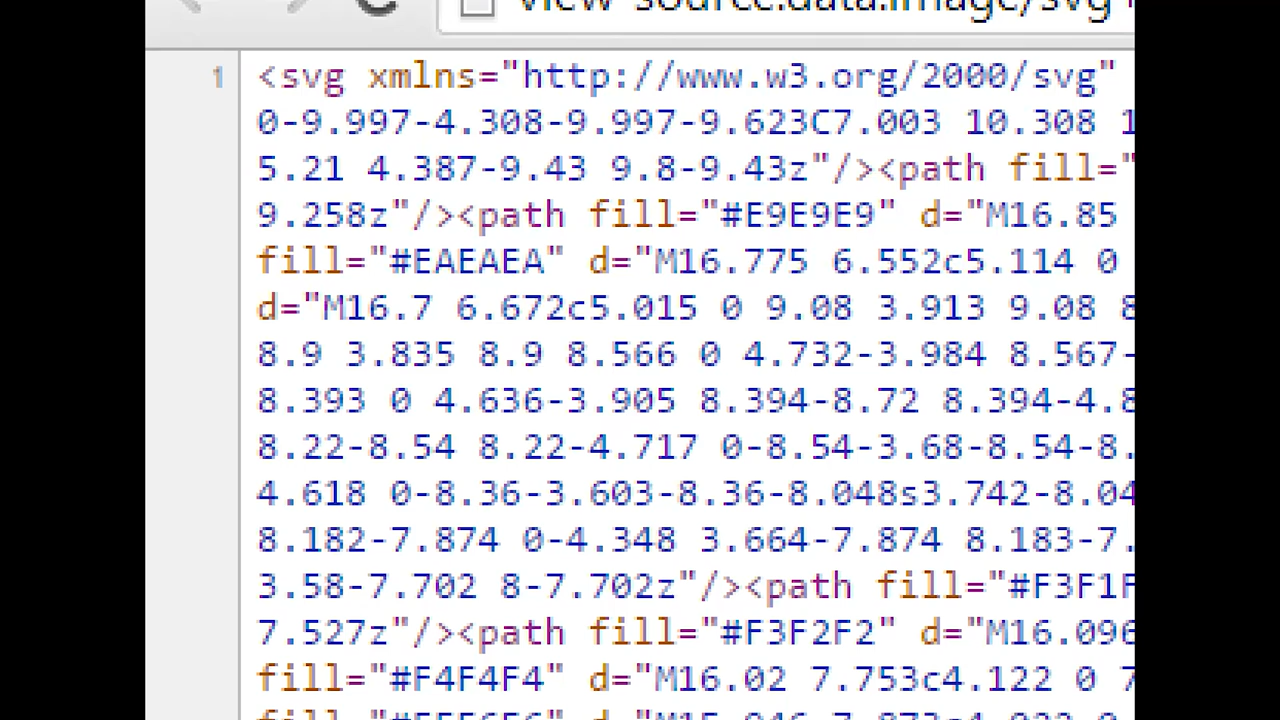 view-source:data:image/svg
1
<svg xmlns="http://www.w3.org/2000/svg"
0-9.997-4.308-9.997-9.623C7.003 10.308 1
5.21 4.387-9.43 9.8-9.43z"/><path fill="
9.258z"/><path fill="#E9E9E9" d="M16.85
fill="#EAEAEA" d="M16.775 6.552c5.114 0
d="M16.7 6.672c5.015 0 9.08 3.913 9.08 8
8.9 3.835 8.9 8.566 0 4.732-3.984 8.567-
8.393 0 4.636-3.905 8.394-8.72 8.394-4.8
8.22-8.54 8.22-4.717 0-8.54-3.68-8.54-8.
4.618 0-8.36-3.603-8.36-8.048s3.742-8.04
8.182-7.874 0-4.348 3.664-7.874 8.183-7.
3.58-7.702 8-7.702z"/><path fill="#F3F1F
7.527z"/><path fill="#F3F2F2" d="M16.096
fill="#F4F4F4" d="M16.02 7.753c4.122 0 7